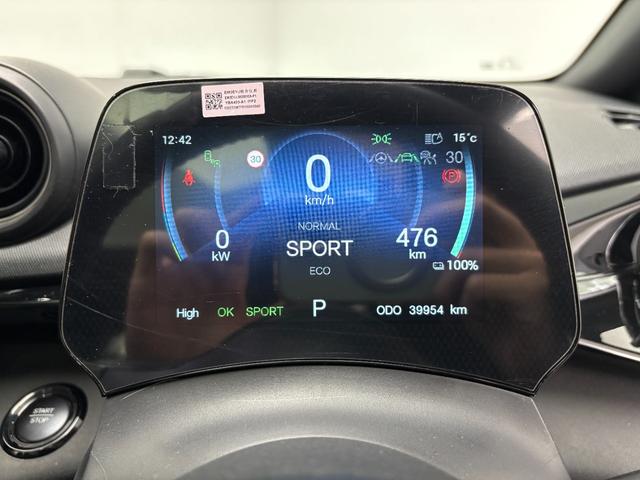 12:42
15°c
30
30
0
km/h
NORMAL
SPORT
ECO
0
kW
476
km
100%
High OK SPORT P ODO 39954 km
START
STOP